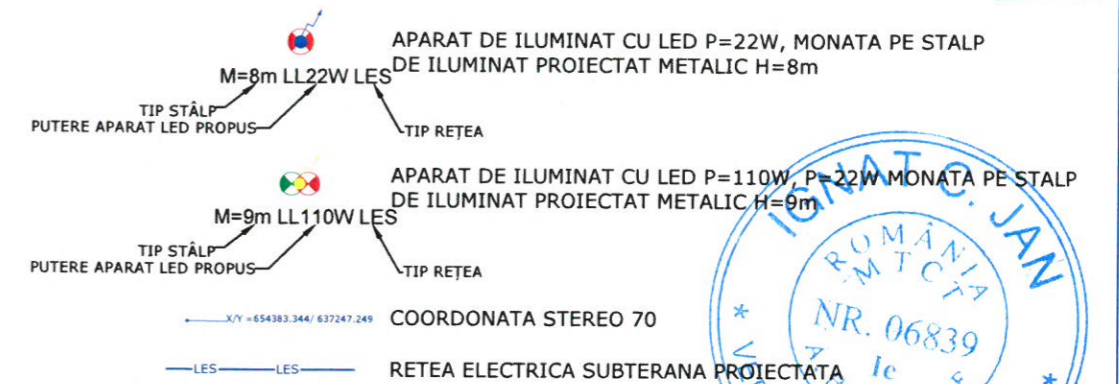 APARAT DE ILUMINAT CU LED P=22W, MONATA PE STALP
DE ILUMINAT PROIECTAT METALIC H=8m
M=8m LL22W LES
TIP STÂLP
PUTERE APARAT LED PROPUS
TIP REȚEA
APARAT DE ILUMINAT CU LED P=110W, P=22W MONATA PE STALP
DE ILUMINAT PROIECTAT METALIC H=9m
M=9m LL110W LES
TIP STÂLP
PUTERE APARAT LED PROPUS
TIP REȚEA
X/Y =654383.344/ 637247.249
COORDONATA STEREO 70
LES LES
RETEA ELECTRICA SUBTERANA PROIECTATA
IGNAT C. JAN
ROMÂNIA
MTCT
NR. 06839
Ie